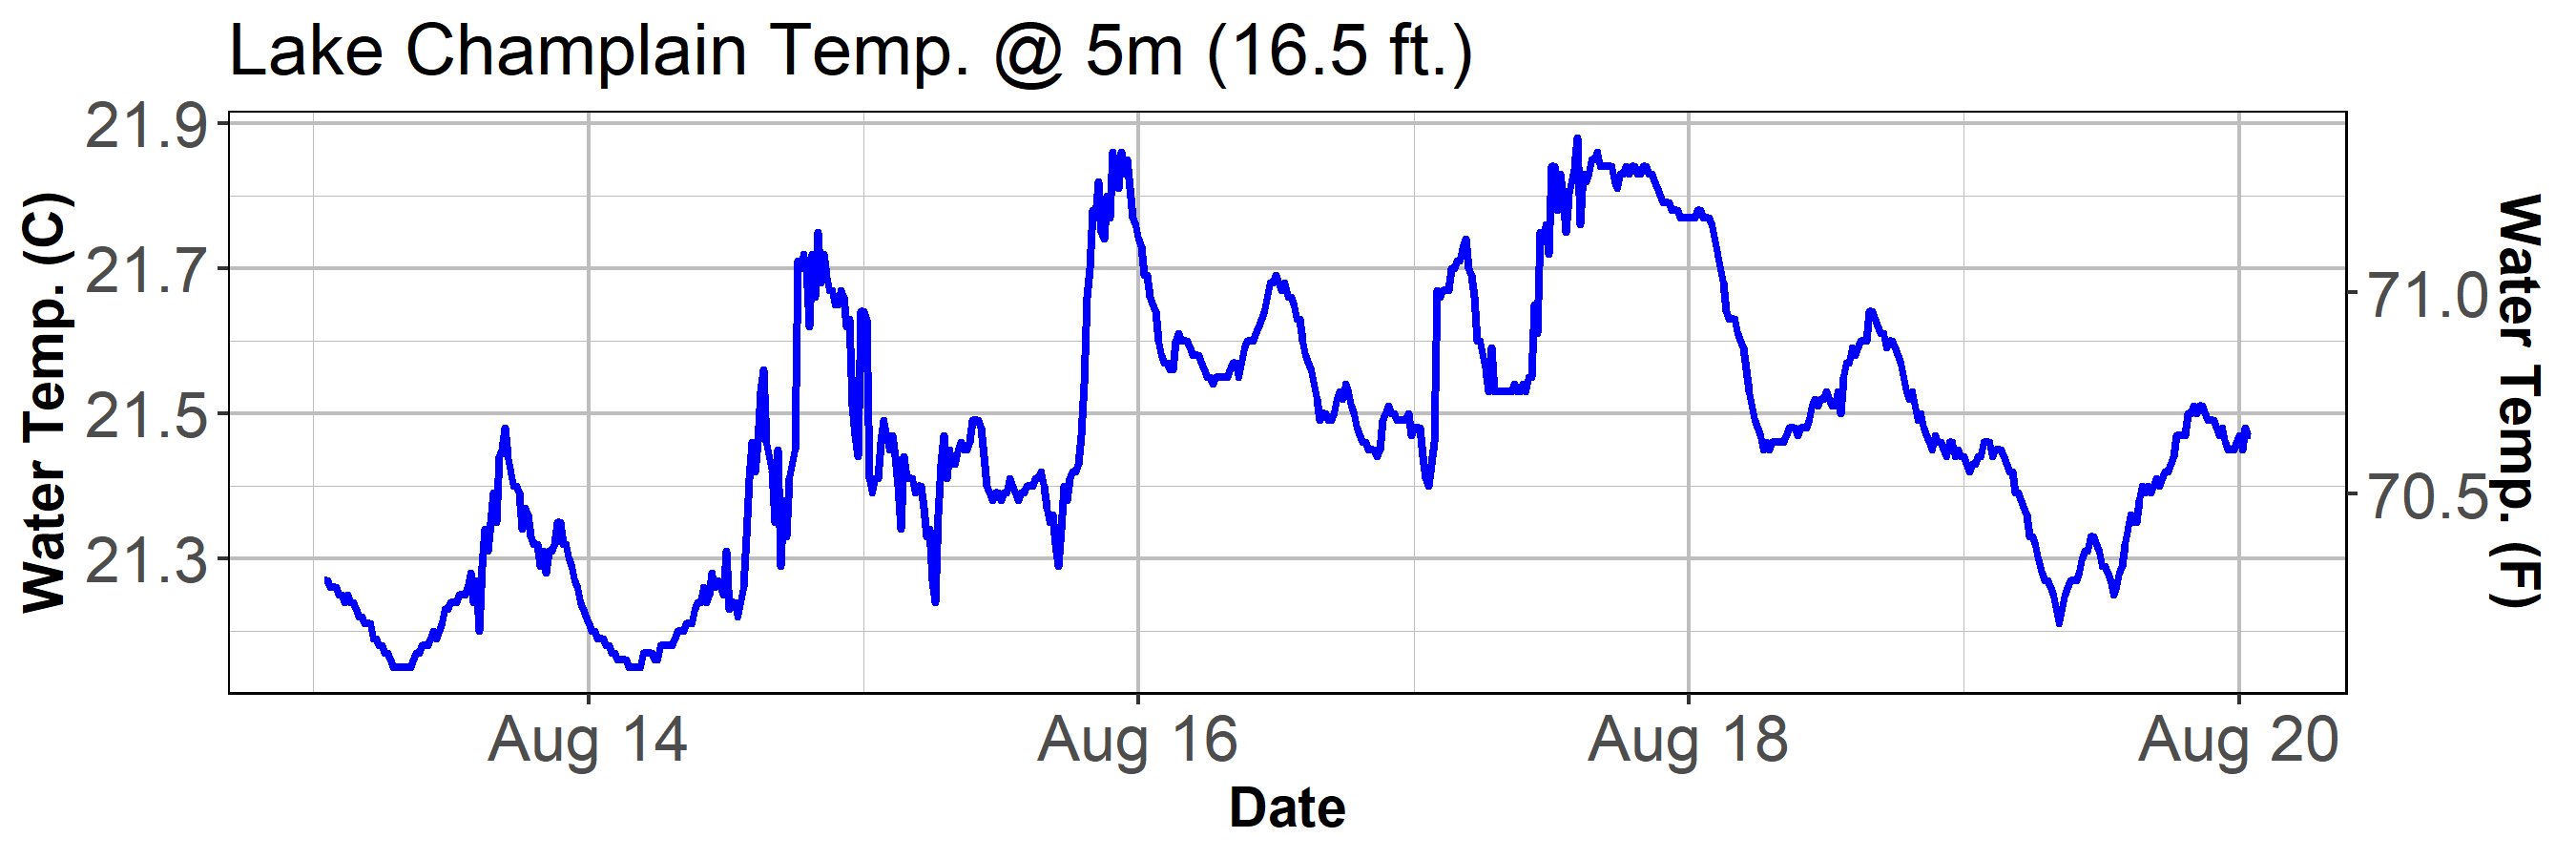 Lake Champlain Temp. @ 5m (16.5 ft.)
Water Temp. (C)
21.9
21.7
21.5
21.3
Aug 14 Aug 16 Aug 18 Aug 20
Date
71.0
70.5
Water Temp. (F)